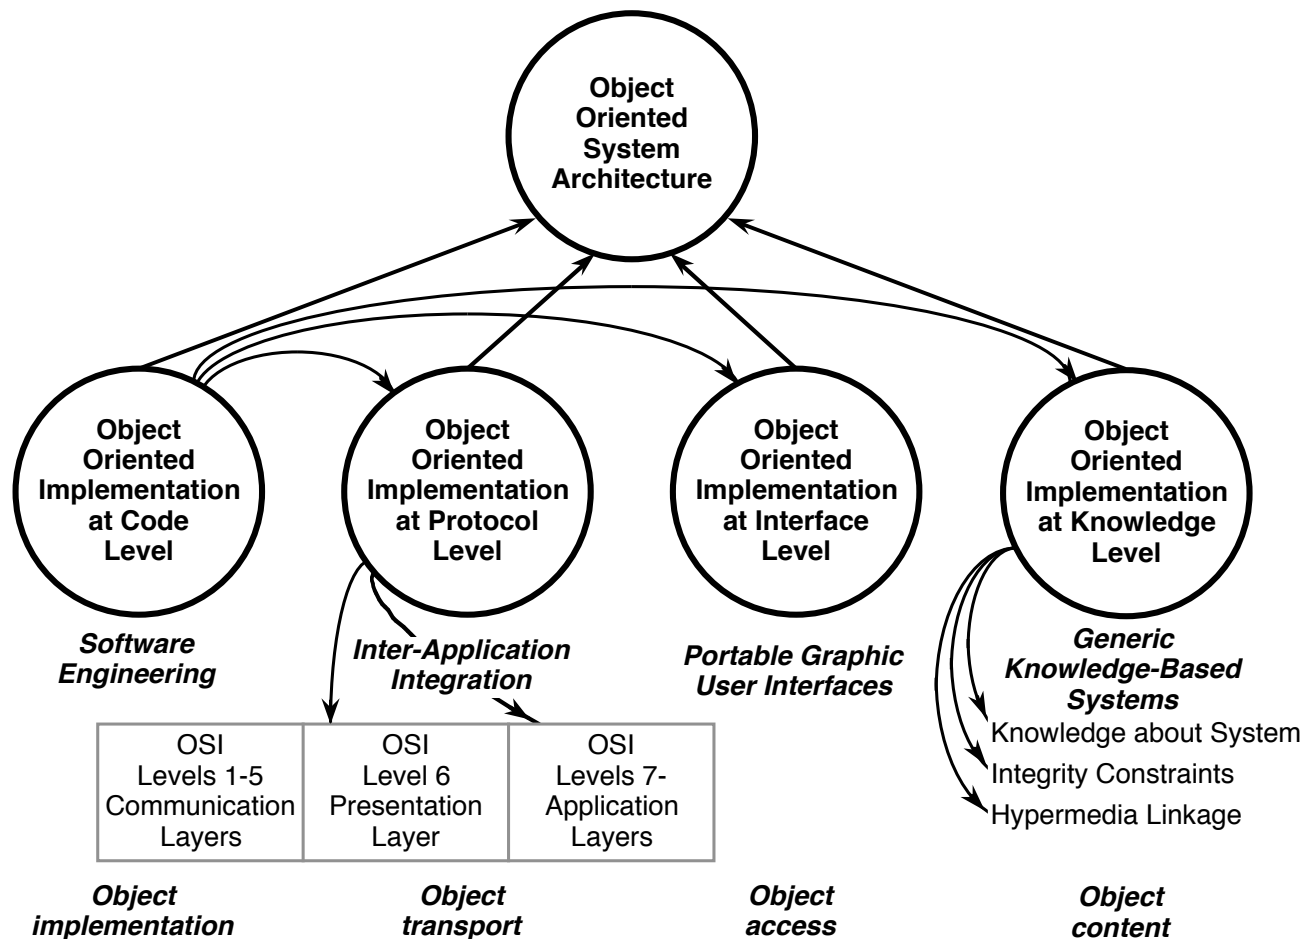 Object
Oriented
System
Architecture
Object
Oriented
Implementation
at Code
Level
Object
Oriented
Implementation
at Protocol
Level
Object
Oriented
Implementation
at Interface
Level
Object
Oriented
Implementation
at Knowledge
Level
Software
Engineering
Inter-Application
Integration
Portable Graphic
User Interfaces
Generic
Knowledge-Based
Systems
Knowledge about System
Integrity Constraints
Hypermedia Linkage
OSI
Levels 1-5
Communication
Layers
OSI
Level 6
Presentation
Layer
OSI
Levels 7-
Application
Layers
Object
implementation
Object
transport
Object
access
Object
content